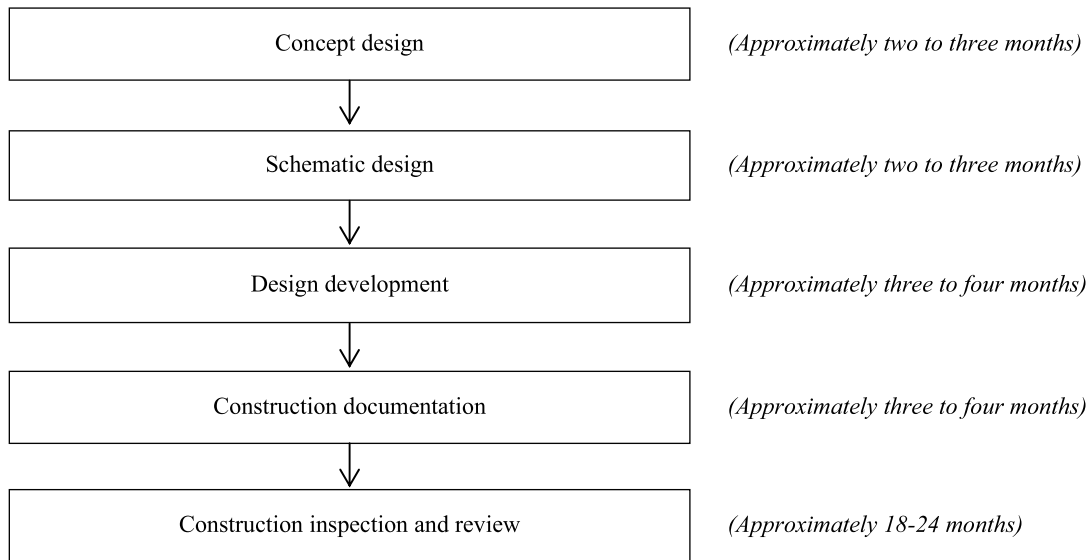 Concept design (Approximately two to three months)
Schematic design (Approximately two to three months)
Design development (Approximately three to four months)
Construction documentation (Approximately three to four months)
Construction inspection and review (Approximately 18-24 months)